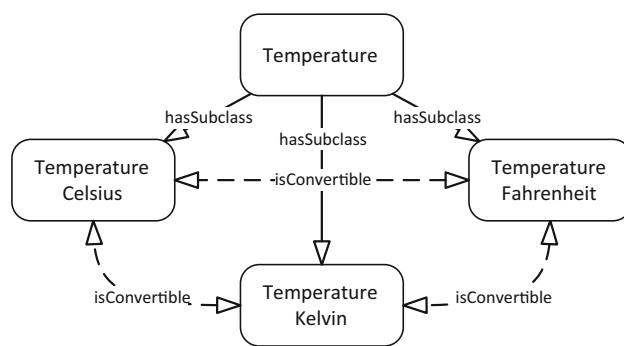 Temperature
hasSubclass
hasSubclass
hasSubclass
Temperature
Celsius
Temperature
Fahrenheit
isConvertible
Temperature
Kelvin
isConvertible
isConvertible